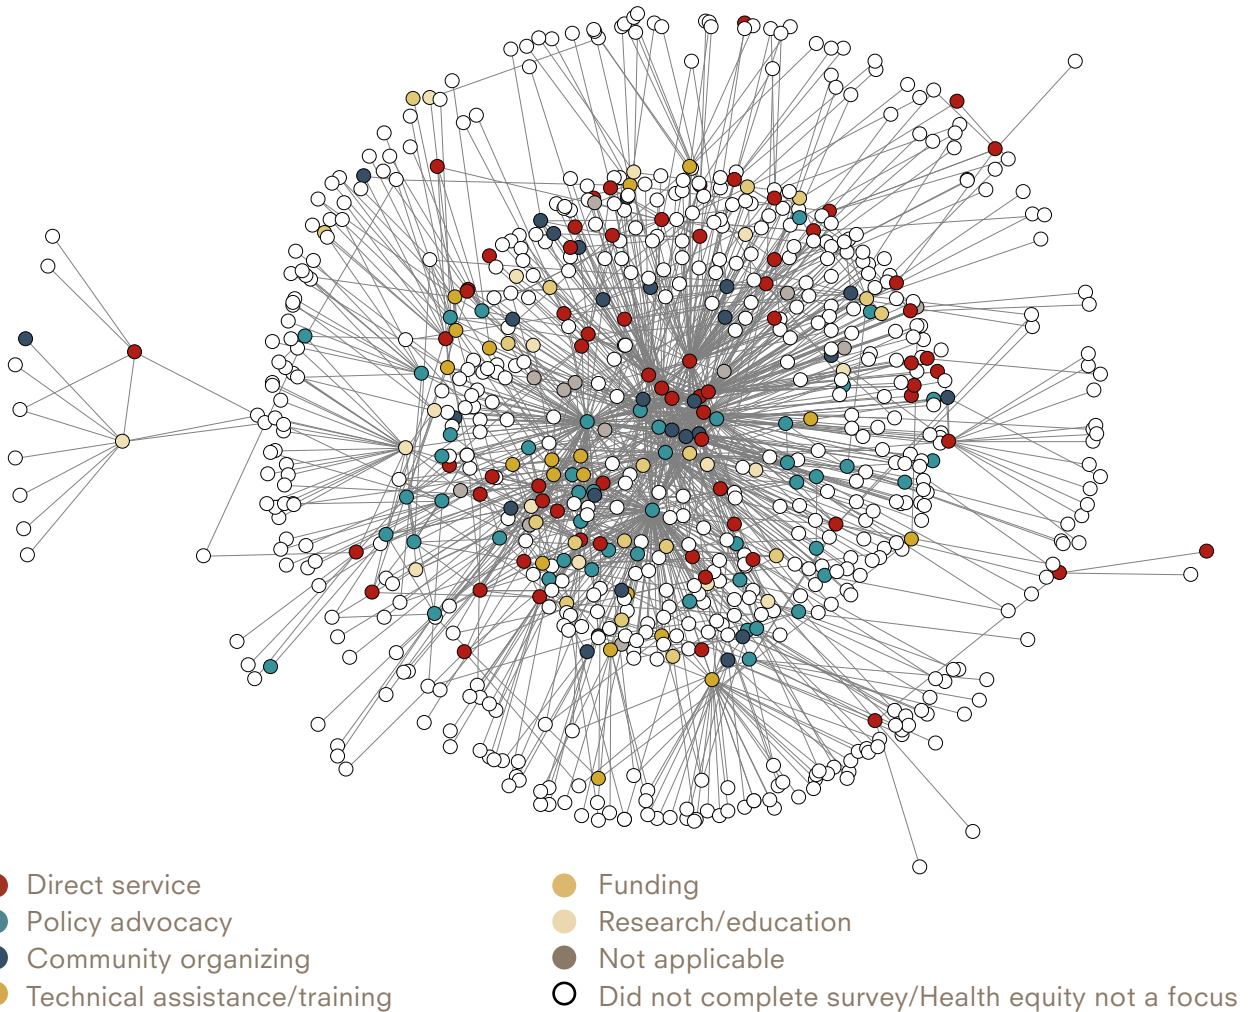 Direct service
Policy advocacy
Community organizing
Technical assistance/training
Funding
Research/education
Not applicable
Did not complete survey/Health equity not a focus